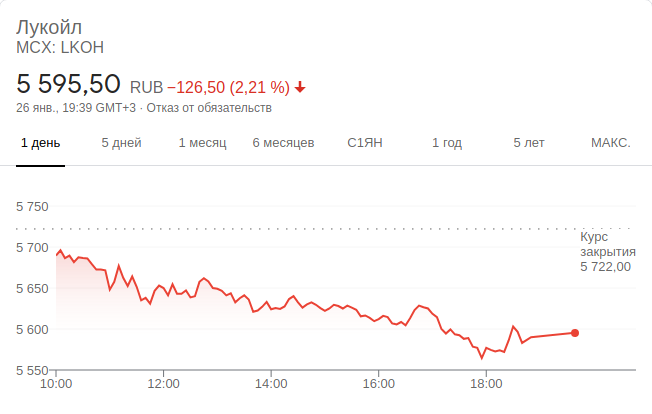 Лукойл
MCX: LKOH
5 595,50 RUB −126,50 (2,21 %)
26 янв., 19:39 GMT+3 · Отказ от обязательств
1 день 5 дней 1 месяц 6 месяцев С1ЯН 1 год 5 лет МАКС.
5 750
Курс
закрытия
5 722,00
5 700
5 650
5 600
5 550
10:00 12:00 14:00 16:00 18:00